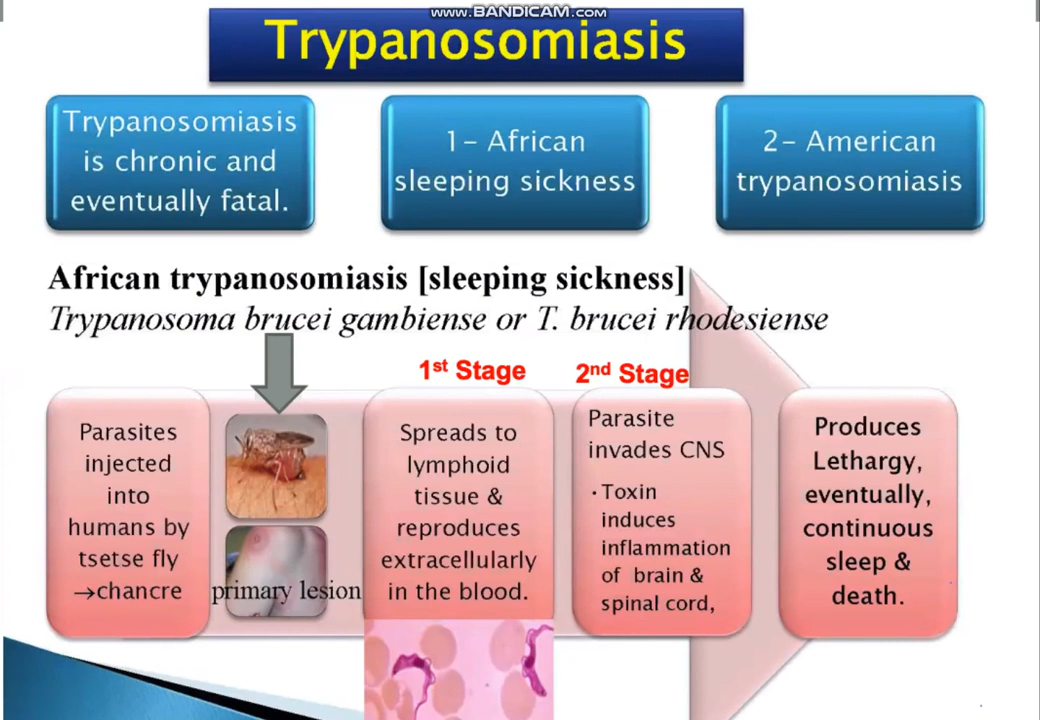 www.BANDICAM.com
Trypanosomiasis
Trypanosomiasis
is chronic and
eventually fatal.
1- African
sleeping sickness
2- American
trypanosomiasis
African trypanosomiasis [sleeping sickness]
Trypanosoma brucei gambiense or T. brucei rhodesiense
1st Stage
2nd Stage
Parasites
injected
into
humans by
tsetse fly
→chancre
primary lesion
Spreads to
lymphoid
tissue &
reproduces
extracellularly
in the blood.
Parasite
invades CNS
·Toxin
induces
inflammation
of brain &
spinal cord,
Produces
Lethargy,
eventually,
continuous
sleep &
death.